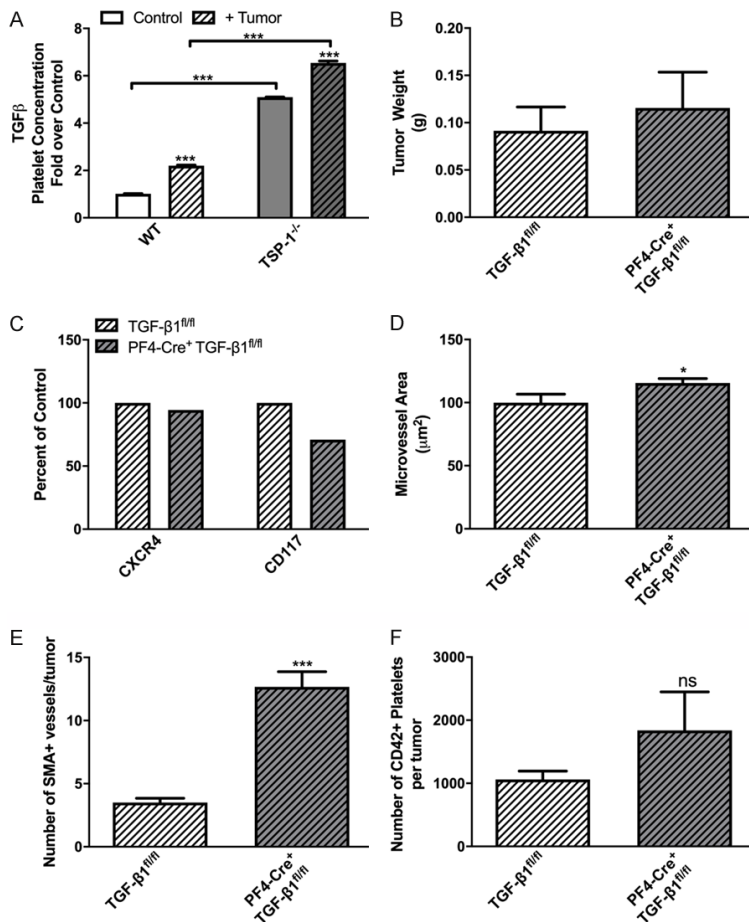 A
Control
+ Tumor
TGFβ
Platelet Concentration
Fold over Control
8
6
4
2
0
***
***
***
***
WT
TSP-1-/-
B
Tumor Weight
(g)
0.20
0.15
0.10
0.05
0.00
TGF-β1fl/fl
PF4-Cre+
TGF-β1fl/fl
C
TGF-β1fl/fl
PF4-Cre+ TGF-β1fl/fl
Percent of Control
150
100
50
0
CXCR4
CD117
D
Microvessel Area
(μm2)
150
100
50
0
*
TGF-β1fl/fl
PF4-Cre+
TGF-β1fl/fl
E
Number of SMA+ vessels/tumor
15
10
5
0
***
TGF-β1fl/fl
PF4-Cre+
TGF-β1fl/fl
F
Number of CD42+ Platelets
per tumor
3000
2000
1000
0
ns
TGF-β1fl/fl
PF4-Cre+
TGF-β1fl/fl